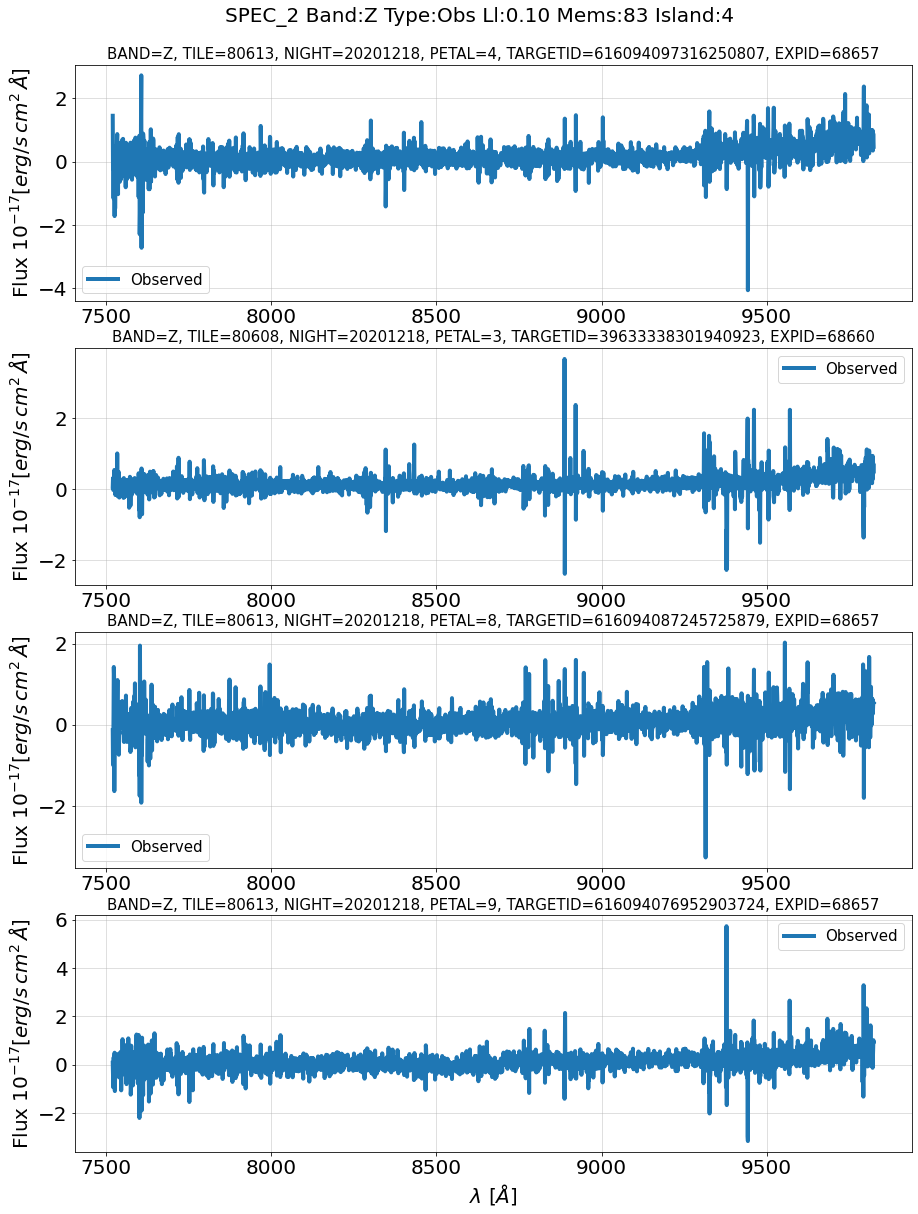 SPEC_2 Band:Z Type:Obs Ll:0.10 Mems:83 Island:4
BAND=Z, TILE=80613, NIGHT=20201218, PETAL=4, TARGETID=616094097316250807, EXPID=68657
Flux 10^{-17}[erg/s cm^2 Å]
2
0
−2
−4
Observed
7500 8000 8500 9000 9500
BAND=Z, TILE=80608, NIGHT=20201218, PETAL=3, TARGETID=39633338301940923, EXPID=68660
Flux 10^{-17}[erg/s cm^2 Å]
2
0
−2
Observed
7500 8000 8500 9000 9500
BAND=Z, TILE=80613, NIGHT=20201218, PETAL=8, TARGETID=616094087245725879, EXPID=68657
Flux 10^{-17}[erg/s cm^2 Å]
2
0
−2
Observed
7500 8000 8500 9000 9500
BAND=Z, TILE=80613, NIGHT=20201218, PETAL=9, TARGETID=616094076952903724, EXPID=68657
Flux 10^{-17}[erg/s cm^2 Å]
6
4
2
0
−2
Observed
7500 8000 8500 9000 9500
λ [Å]